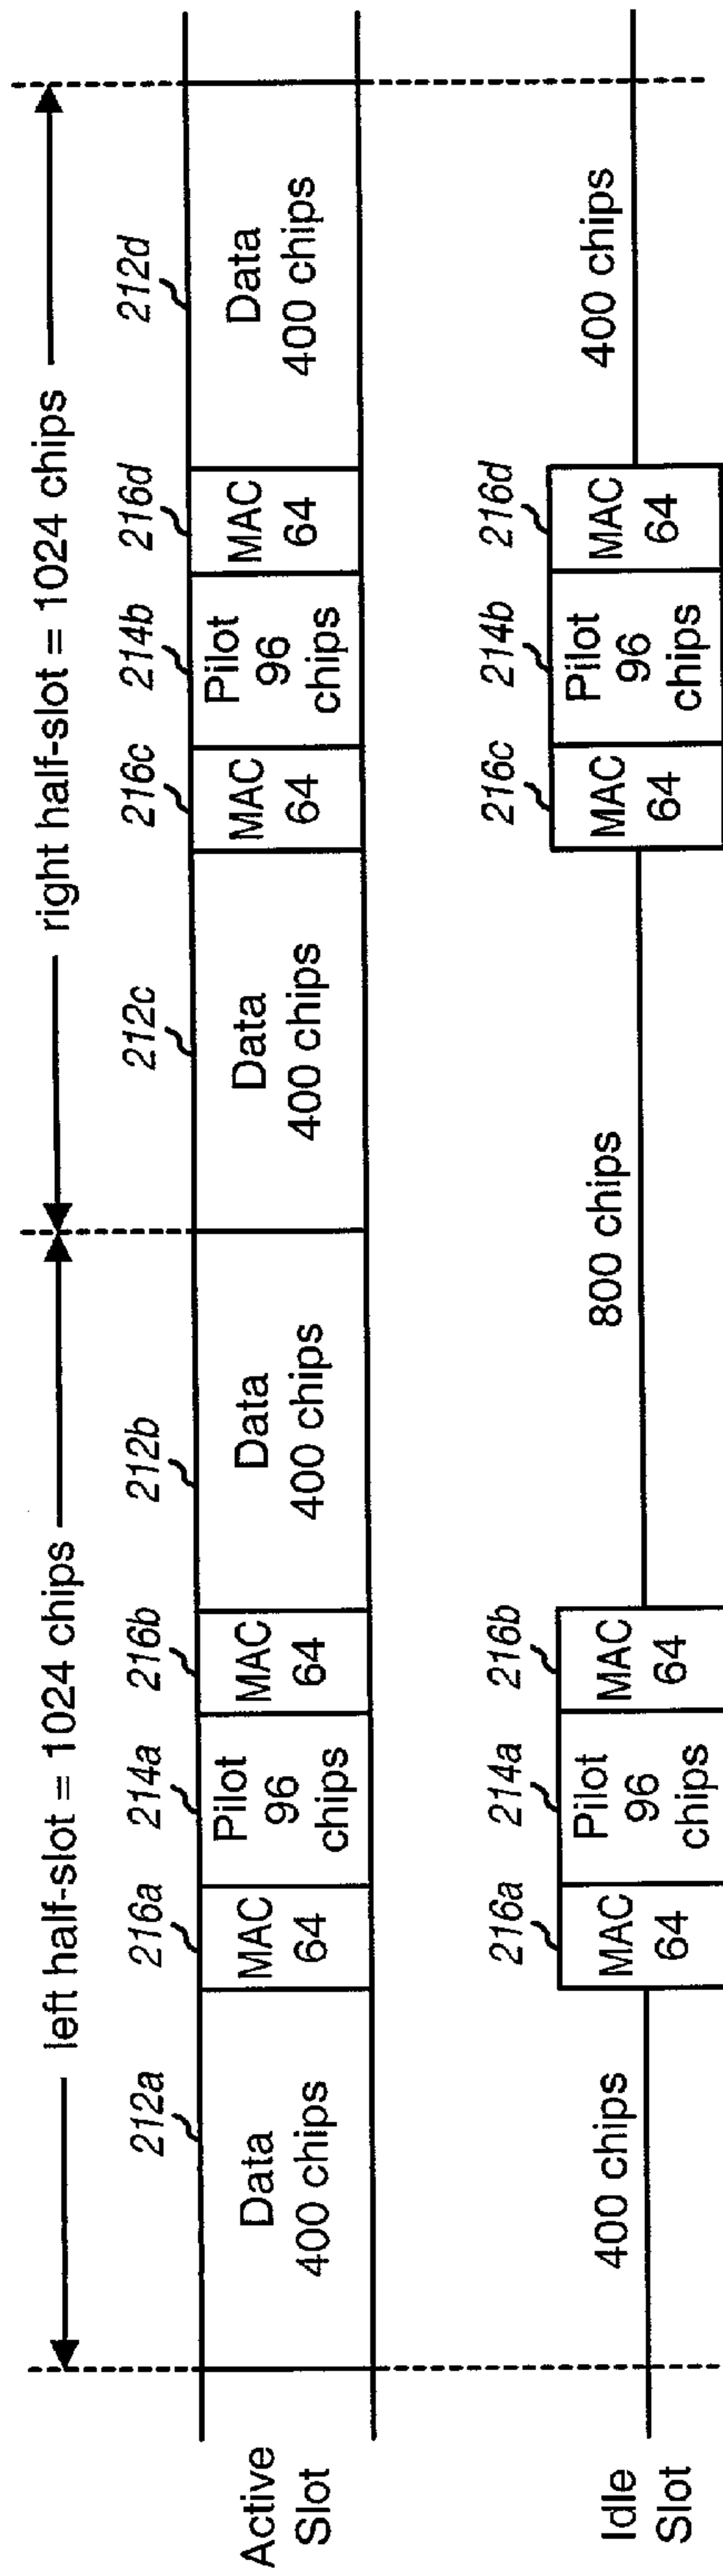 left half-slot = 1024 chips
right half-slot = 1024 chips
212a
216a
214a
216b
212b
212c
216c
214b
216d
212d
Active
Slot
Data
400 chips
MAC
64
Pilot
96
chips
MAC
64
Data
400 chips
Data
400 chips
MAC
64
Pilot
96
chips
MAC
64
Data
400 chips
216a
214a
216b
216c
214b
216d
Idle
Slot
400 chips
MAC
64
Pilot
96
chips
MAC
64
800 chips
MAC
64
Pilot
96
chips
MAC
64
400 chips